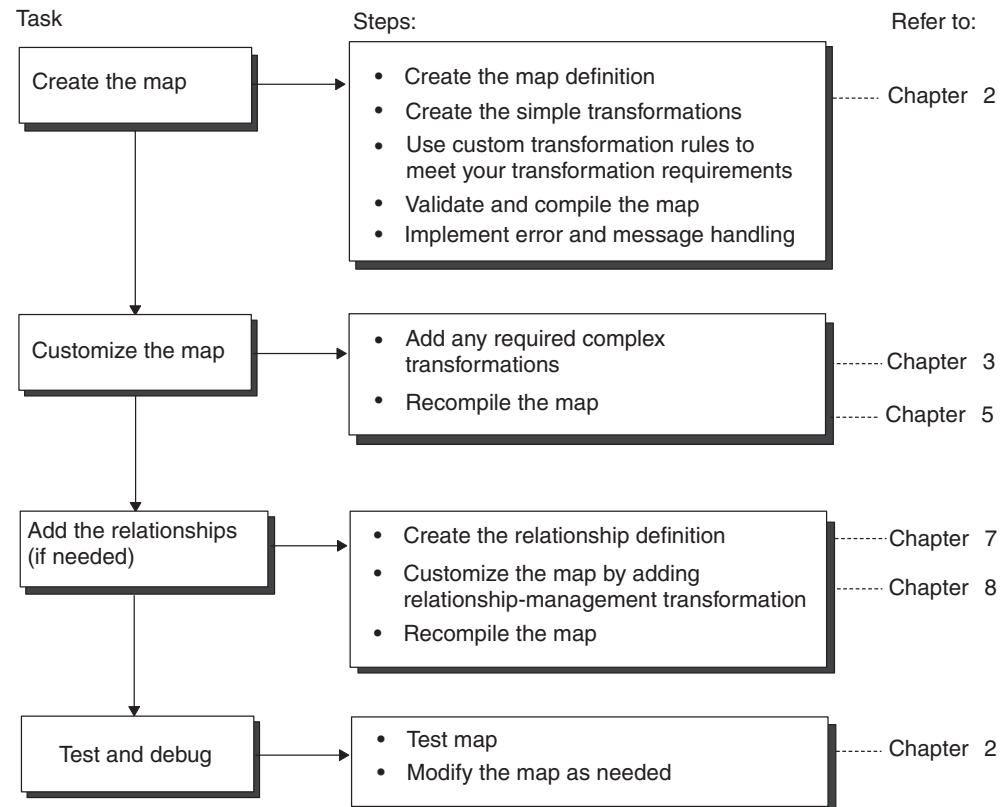 Task
Steps:
Refer to:
Create the map
• Create the map definition
• Create the simple transformations
• Use custom transformation rules to
meet your transformation requirements
• Validate and compile the map
• Implement error and message handling
Chapter 2
Customize the map
• Add any required complex
transformations
• Recompile the map
Chapter 3
Chapter 5
Add the relationships
(if needed)
• Create the relationship definition
• Customize the map by adding
relationship-management transformation
• Recompile the map
Chapter 7
Chapter 8
Test and debug
• Test map
• Modify the map as needed
Chapter 2